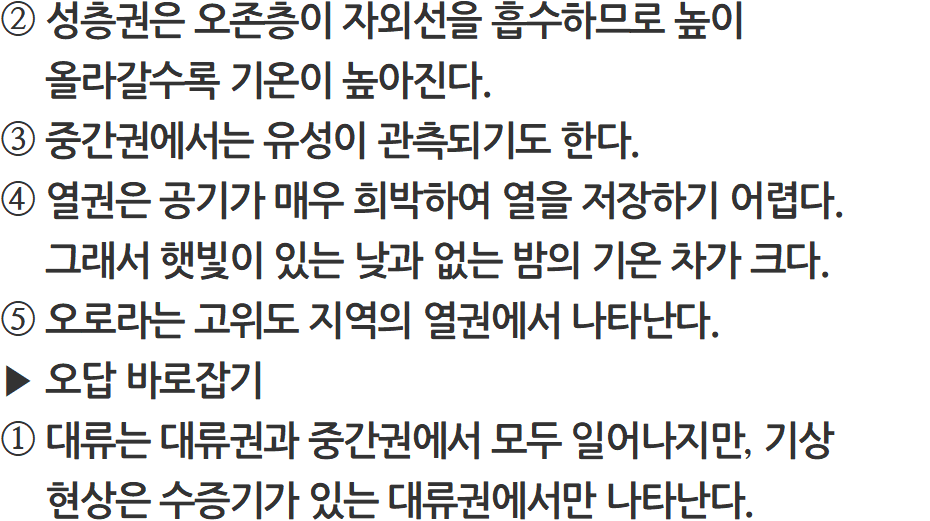 ② 성층권은 오존층이 자외선을 흡수하므로 높이
올라갈수록 기온이 높아진다.
③ 중간권에서는 유성이 관측되기도 한다.
④ 열권은 공기가 매우 희박하여 열을 저장하기 어렵다.
그래서 햇빛이 있는 낮과 없는 밤의 기온 차가 크다.
⑤ 오로라는 고위도 지역의 열권에서 나타난다.
▶ 오답 바로잡기
① 대류는 대류권과 중간권에서 모두 일어나지만, 기상
현상은 수증기가 있는 대류권에서만 나타난다.